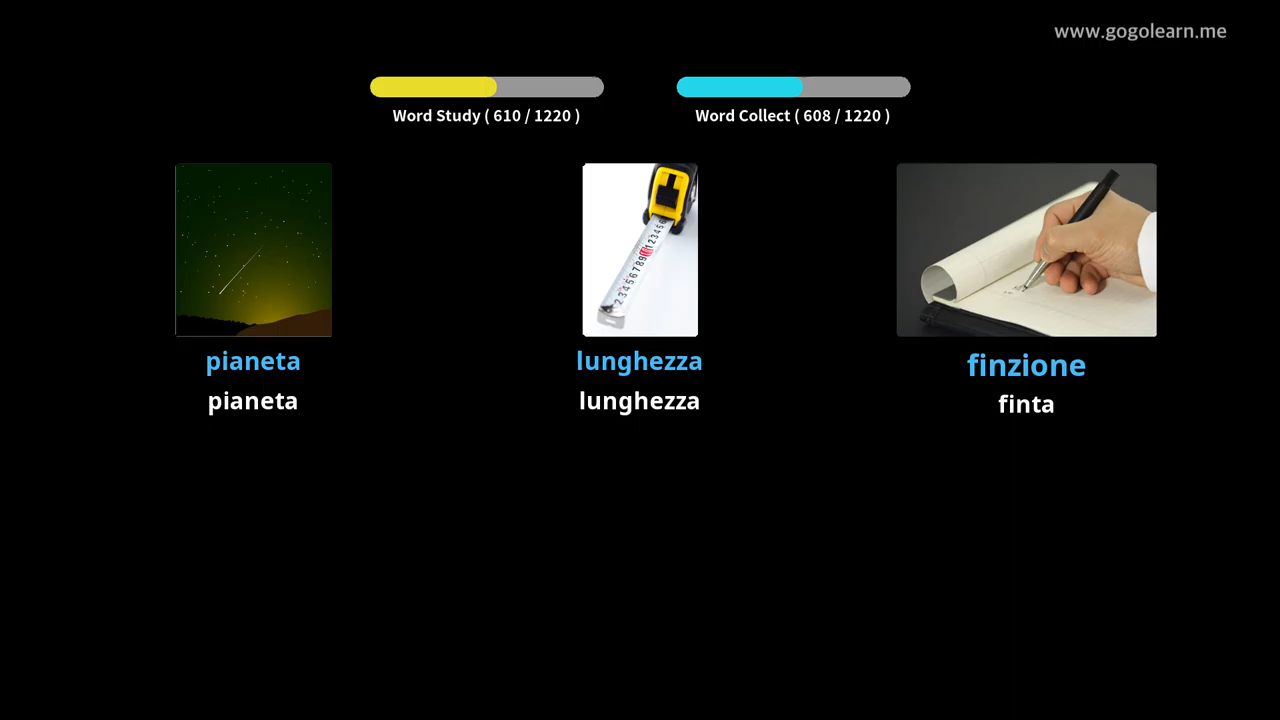 www.gogolearn.me
Word Study ( 610 / 1220 )
Word Collect ( 608 / 1220 )
pianeta
lunghezza
finzione
pianeta
lunghezza
finta